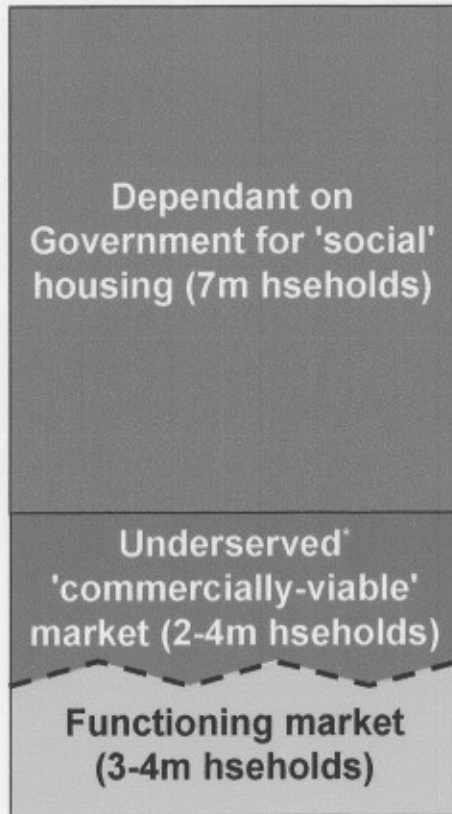 Dependant on
Government for 'social'
housing (7m hseholds)
Underserved*
'commercially-viable'
market (2-4m hseholds)
Functioning market
(3-4m hseholds)